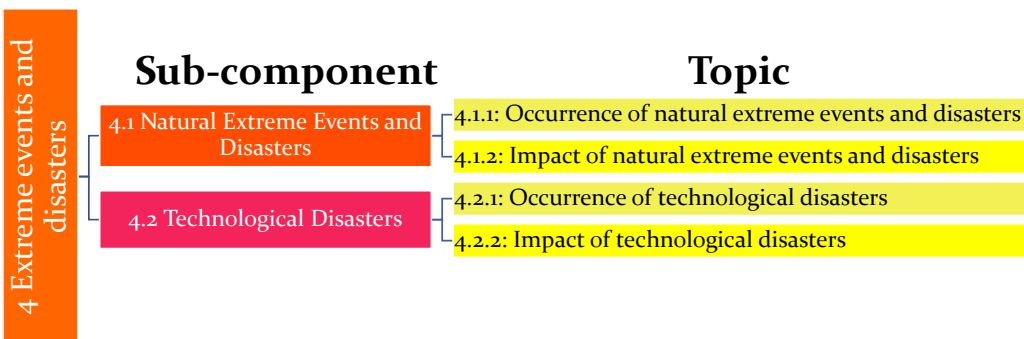 4 Extreme events and
disasters
Sub-component
Topic
4.1 Natural Extreme Events and
Disasters
4.1.1: Occurrence of natural extreme events and disasters
4.1.2: Impact of natural extreme events and disasters
4.2 Technological Disasters
4.2.1: Occurrence of technological disasters
4.2.2: Impact of technological disasters